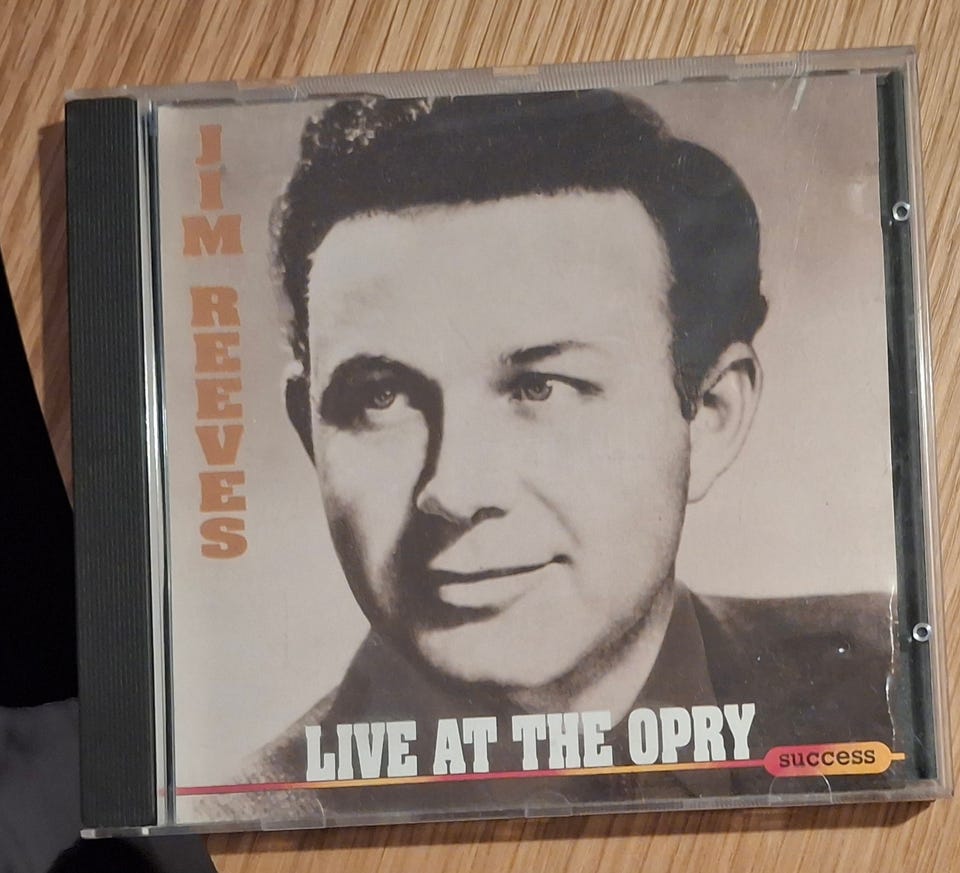 JIM REEVES
LIVE AT THE OPRY
success